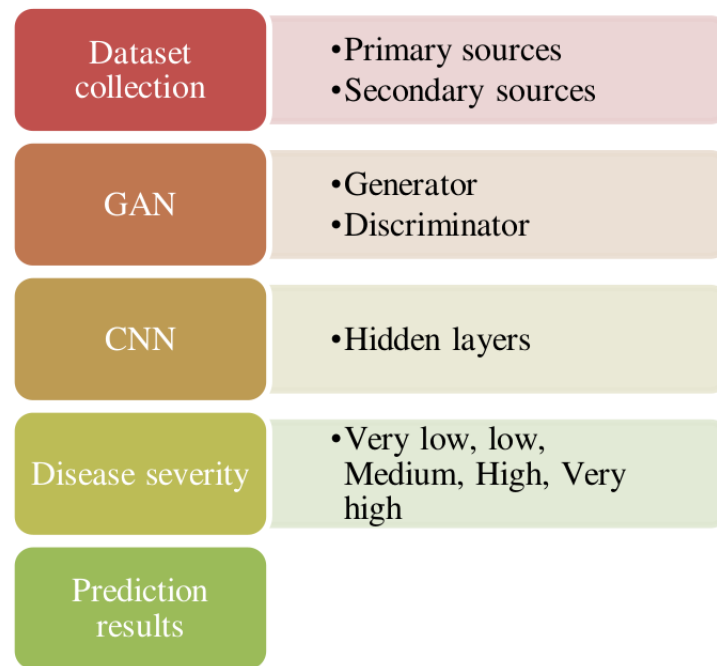 Dataset
collection
•Primary sources
•Secondary sources
GAN
•Generator
•Discriminator
CNN
•Hidden layers
Disease severity
•Very low, low,
Medium, High, Very
high
Prediction
results